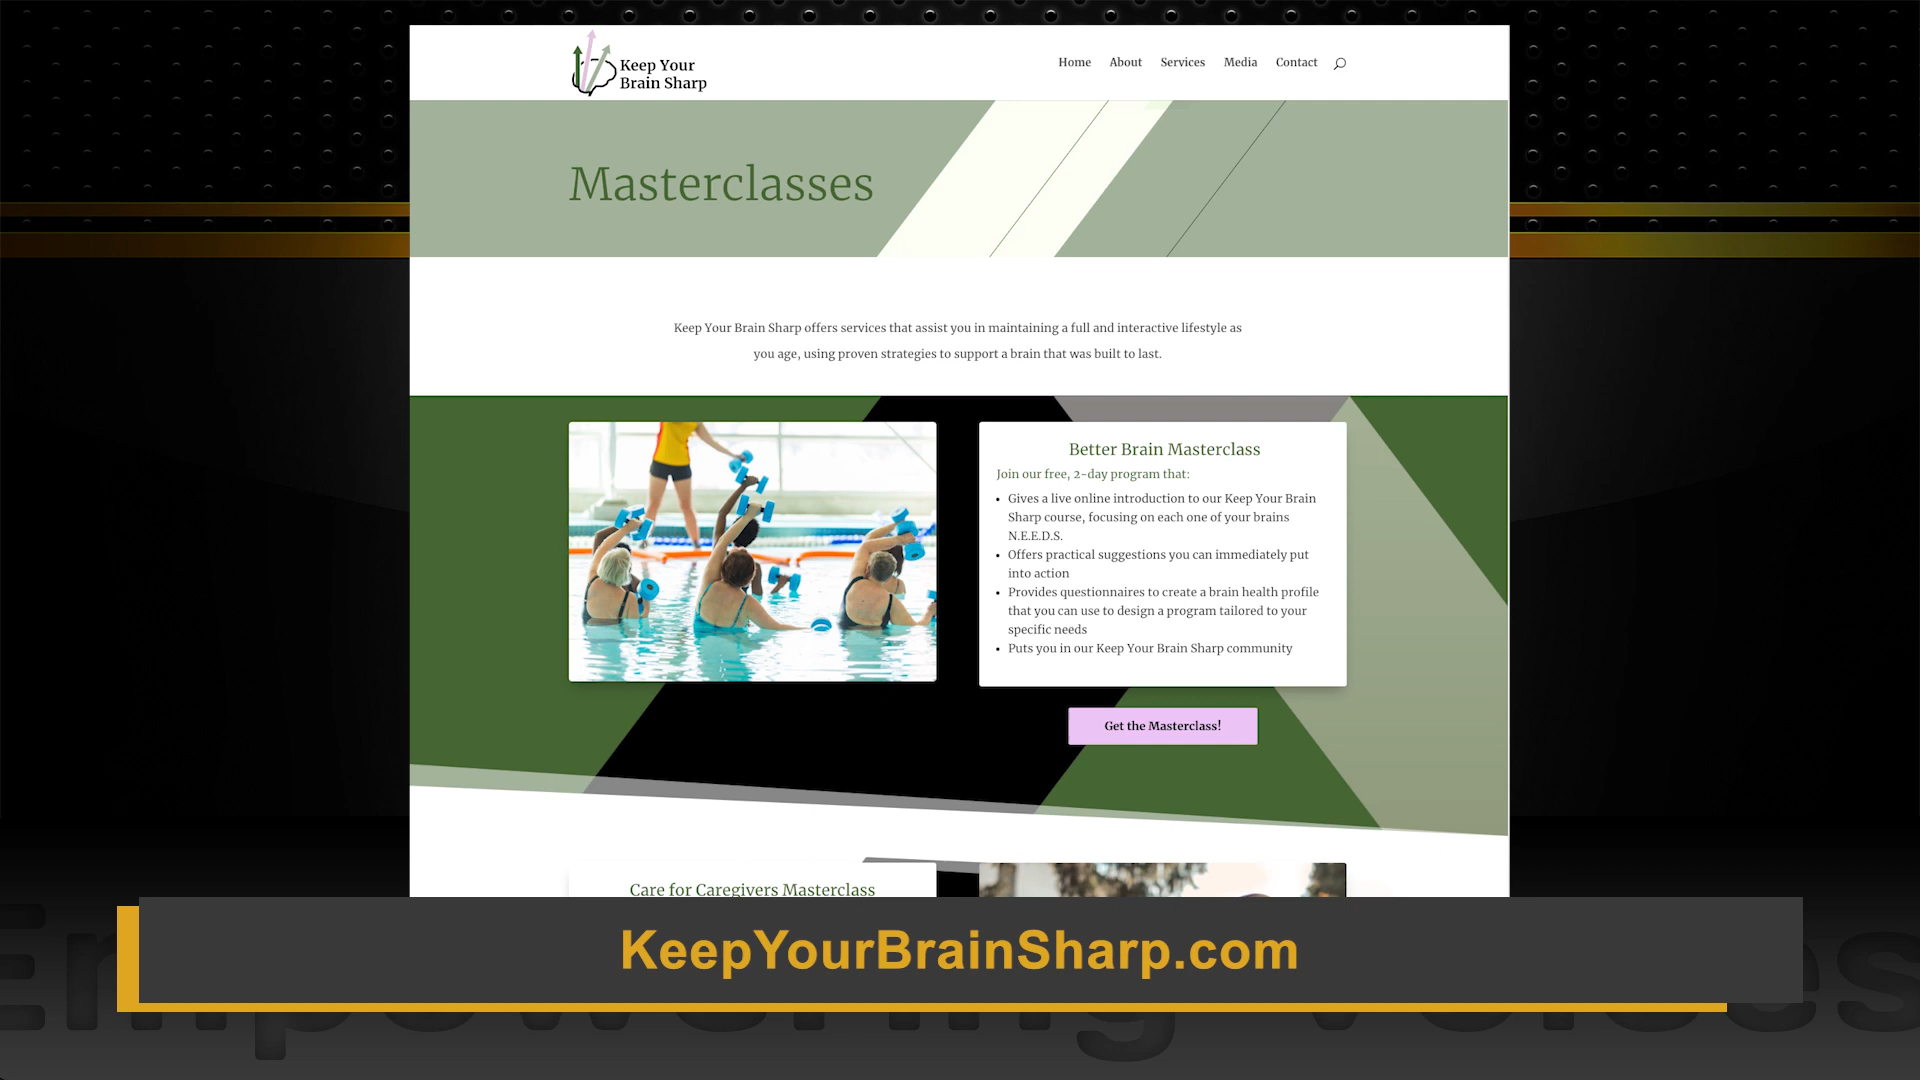 Keep Your
Brain Sharp
Home About Services Media Contact
Masterclasses
Keep Your Brain Sharp offers services that assist you in maintaining a full and interactive lifestyle as
you age, using proven strategies to support a brain that was built to last.
Better Brain Masterclass
Join our free, 2-day program that:
• Gives a live online introduction to our Keep Your Brain
Sharp course, focusing on each one of your brains
N.E.E.D.S.
• Offers practical suggestions you can immediately put
into action
• Provides questionnaires to create a brain health profile
that you can use to design a program tailored to your
specific needs
• Puts you in our Keep Your Brain Sharp community
Get the Masterclass!
Care for Caregivers Masterclass
KeepYourBrainSharp.com
Empowering Voices